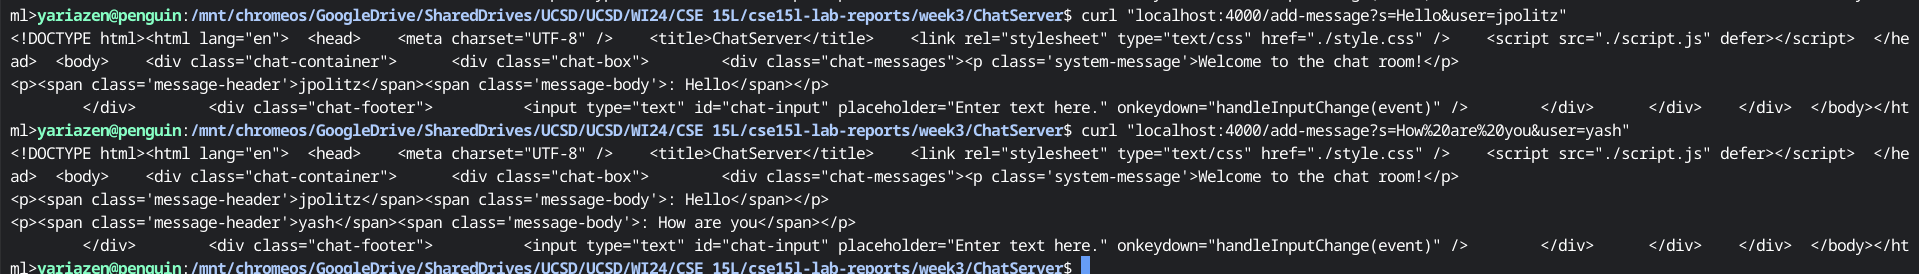 ml>yariazen@penguin:/mnt/chromeos/GoogleDrive/SharedDrives/UCSD/UCSD/WI24/CSE 15L/cse15l-lab-reports/week3/ChatServer$ curl "localhost:4000/add-message?s=Hello&user=jpolitz"
<!DOCTYPE html><html lang="en">  <head>    <meta charset="UTF-8" />    <title>ChatServer</title>    <link rel="stylesheet" type="text/css" href="./style.css" />    <script src="./script.js" defer></script>  </he
ad>  <body>    <div class="chat-container">      <div class="chat-box">        <div class="chat-messages"><p class='system-message'>Welcome to the chat room!</p>
<p><span class='message-header'>jpolitz</span><span class='message-body'>: Hello</span></p>
        </div>        <div class="chat-footer">          <input type="text" id="chat-input" placeholder="Enter text here." onkeydown="handleInputChange(event)" />        </div>      </div>    </div>  </body></ht
ml>yariazen@penguin:/mnt/chromeos/GoogleDrive/SharedDrives/UCSD/UCSD/WI24/CSE 15L/cse15l-lab-reports/week3/ChatServer$ curl "localhost:4000/add-message?s=How%20are%20you&user=yash"
<!DOCTYPE html><html lang="en">  <head>    <meta charset="UTF-8" />    <title>ChatServer</title>    <link rel="stylesheet" type="text/css" href="./style.css" />    <script src="./script.js" defer></script>  </he
ad>  <body>    <div class="chat-container">      <div class="chat-box">        <div class="chat-messages"><p class='system-message'>Welcome to the chat room!</p>
<p><span class='message-header'>jpolitz</span><span class='message-body'>: Hello</span></p>
<p><span class='message-header'>yash</span><span class='message-body'>: How are you</span></p>
        </div>        <div class="chat-footer">          <input type="text" id="chat-input" placeholder="Enter text here." onkeydown="handleInputChange(event)" />        </div>      </div>    </div>  </body></ht
ml>yariazen@penguin:/mnt/chromeos/GoogleDrive/SharedDrives/UCSD/UCSD/WI24/CSE 15L/cse15l-lab-reports/week3/ChatServer$